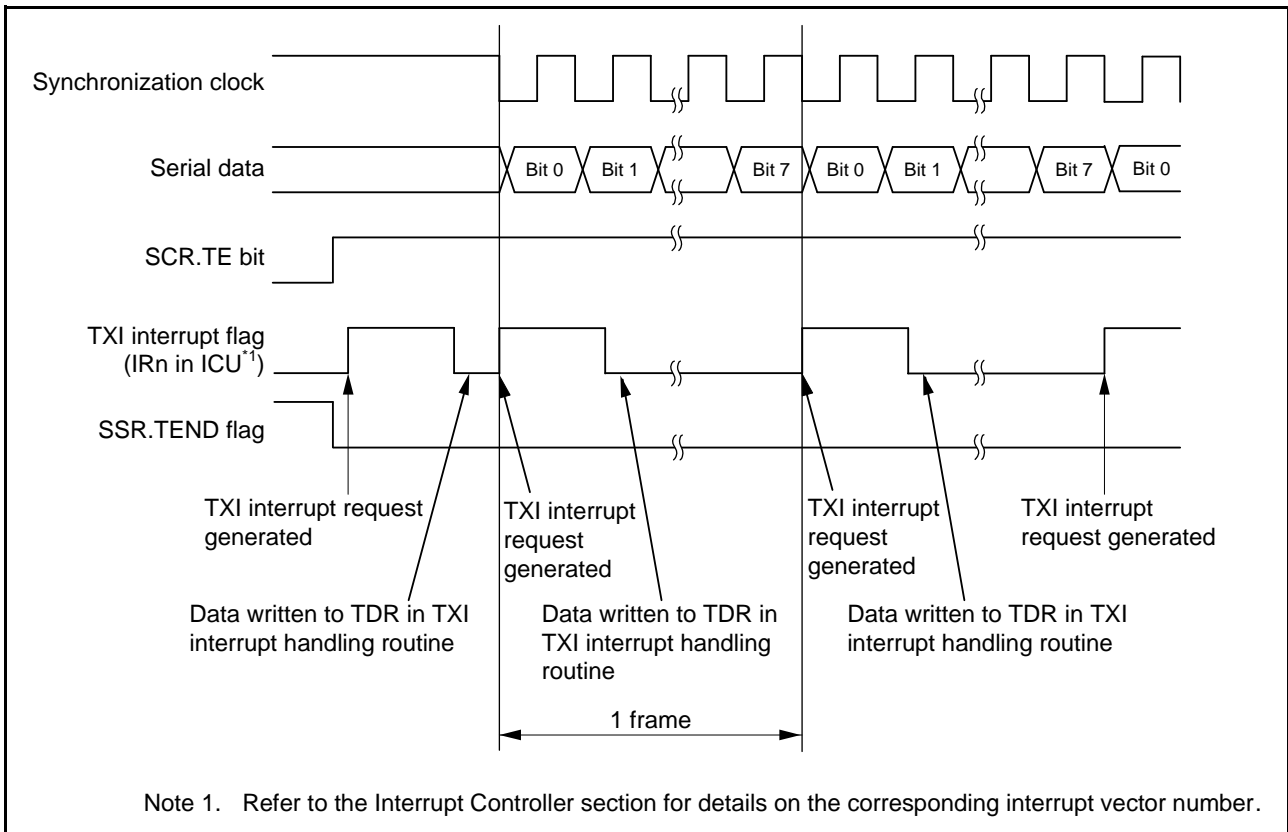 Synchronization clock
Serial data
Bit 0 Bit 1 Bit 7 Bit 0 Bit 1 Bit 7 Bit 0
SCR.TE bit
TXI interrupt flag
(IRn in ICU*1)
SSR.TEND flag
TXI interrupt request
generated
TXI interrupt
request
generated
TXI interrupt
request
generated
TXI interrupt
request generated
Data written to TDR in TXI
interrupt handling routine
Data written to TDR in
TXI interrupt handling
routine
Data written to TDR in TXI
interrupt handling routine
1 frame
Note 1. Refer to the Interrupt Controller section for details on the corresponding interrupt vector number.